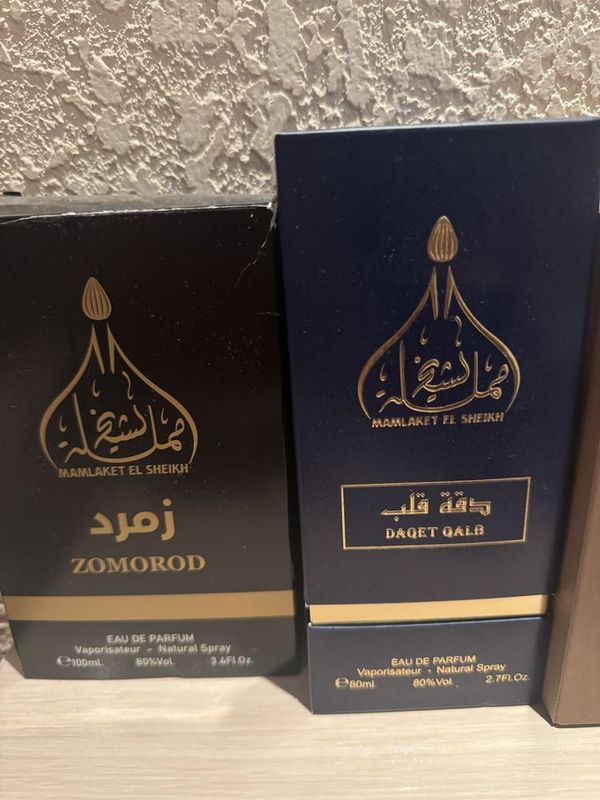 مملكة الشيخ
MAMLAKET EL SHEIKH
زمرد
ZOMOROD
EAU DE PARFUM
Vaporisateur - Natural Spray
℮100ml. 80%Vol. 3.4Fl.Oz.
مملكة الشيخ
MAMLAKET EL SHEIKH
دقة قلب
DAQET QALB
EAU DE PARFUM
Vaporisateur - Natural Spray
℮80ml. 80%Vol. 2.7Fl.Oz.